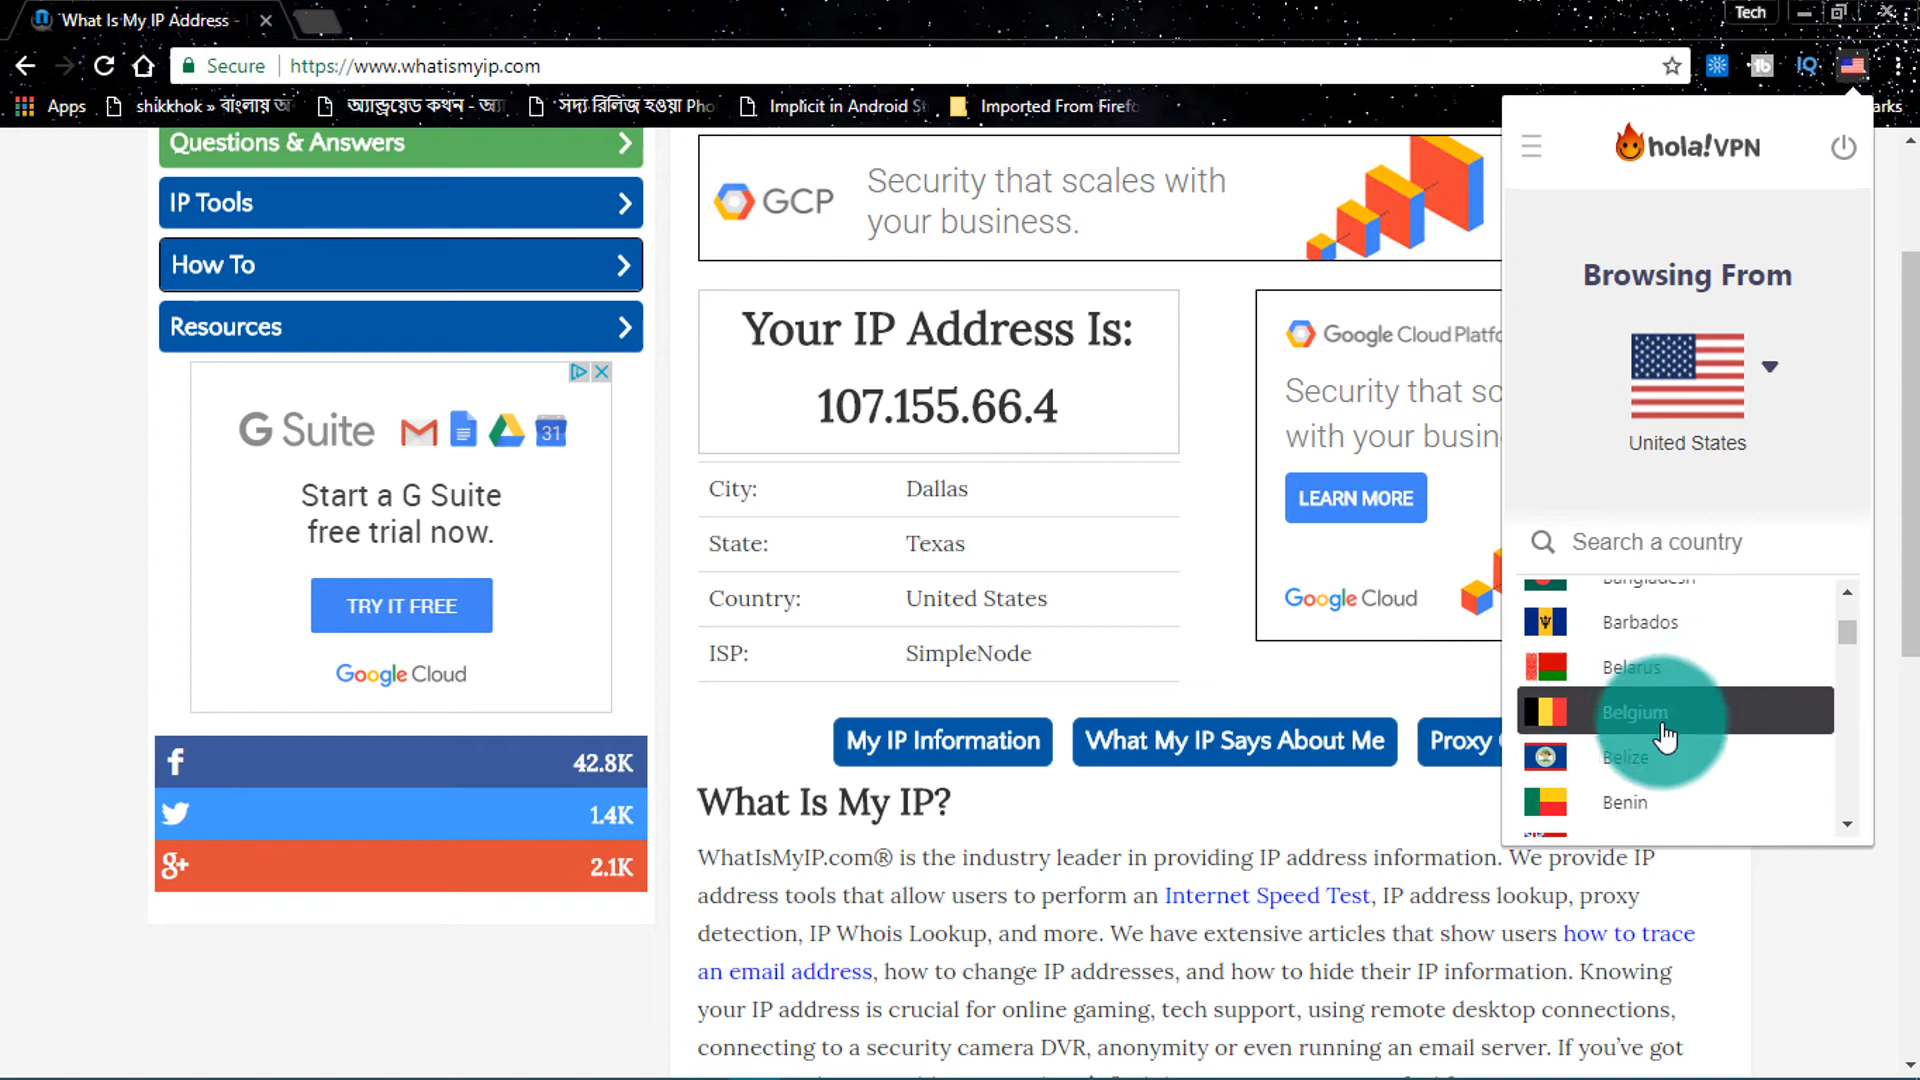 What Is My IP Address -
Tech
Secure
https://www.whatismyip.com
IQ
Apps
shikkhok » বাংলায় অ
অ্যান্ড্রয়েড কথন - অ্যা
সদ্য রিলিজ হওয়া Pho
Implicit in Android S
Imported From Firefo
arks
Questions & Answers
IP Tools
How To
Resources
G Suite
31
Start a G Suite
free trial now.
TRY IT FREE
Google Cloud
42.8K
1.4K
2.1K
GCP
Security that scales with
your business.
Your IP Address Is:
107.155.66.4
City: Dallas
State: Texas
Country: United States
ISP: SimpleNode
Google Cloud Platfo
Security that sc
with your busin
LEARN MORE
Google Cloud
My IP Information
What My IP Says About Me
Proxy
What Is My IP?
WhatIsMyIP.com® is the industry leader in providing IP address information. We provide IP
address tools that allow users to perform an Internet Speed Test, IP address lookup, proxy
detection, IP Whois Lookup, and more. We have extensive articles that show users how to trace
an email address, how to change IP addresses, and how to hide their IP information. Knowing
your IP address is crucial for online gaming, tech support, using remote desktop connections,
connecting to a security camera DVR, anonymity or even running an email server. If you've got
hola!VPN
Browsing From
United States
Search a country
Bangladesh
Barbados
Belarus
Belgium
Belize
Benin